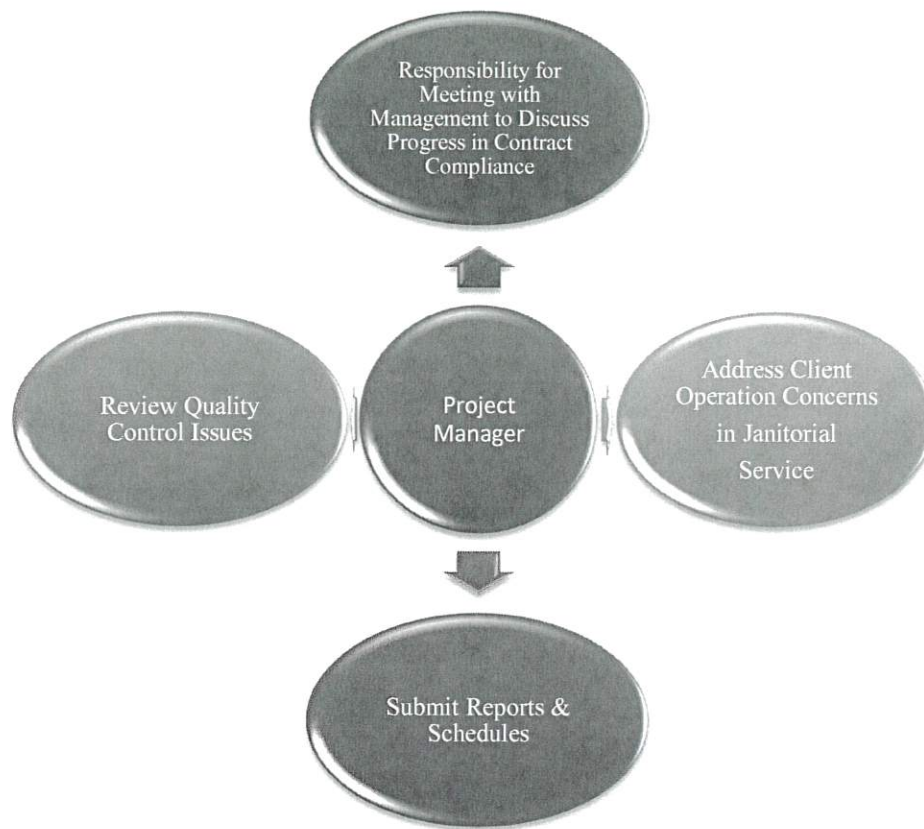 Responsibility for
Meeting with
Management to Discuss
Progress in Contract
Compliance
Review Quality
Control Issues
Project
Manager
Address Client
Operation Concerns
in Janitorial
Service
Submit Reports &
Schedules